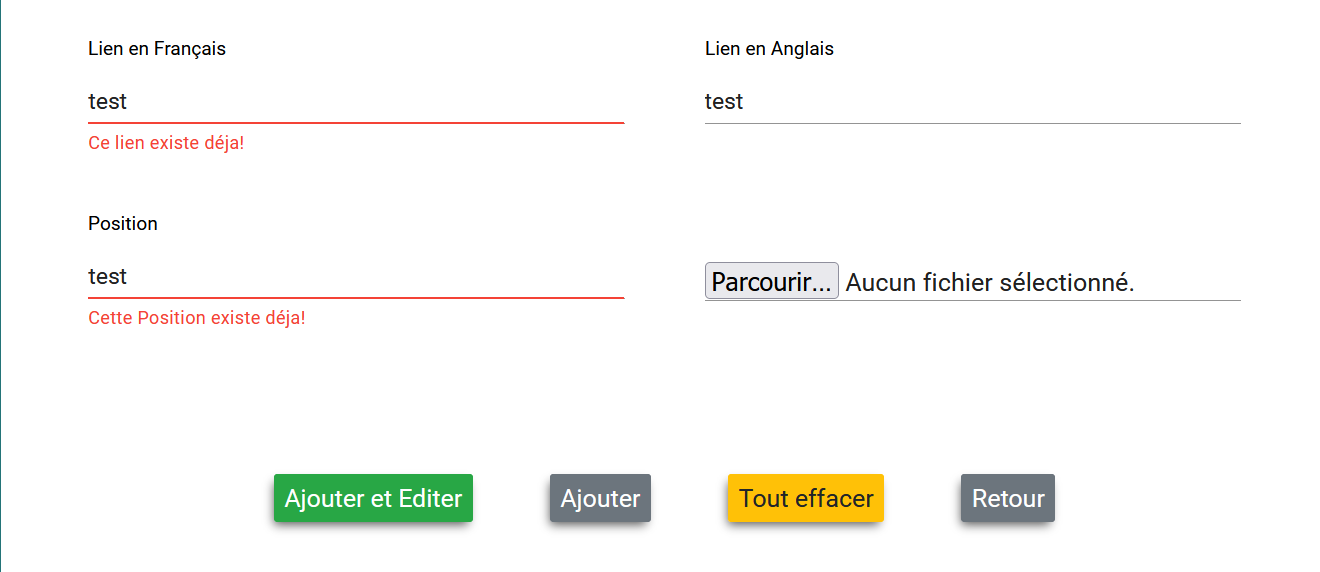 Lien en Français
Lien en Anglais
test
test
Ce lien existe déja!
Position
test
Parcourir... Aucun fichier sélectionné.
Cette Position existe déja!
Ajouter et Editer
Ajouter
Tout effacer
Retour